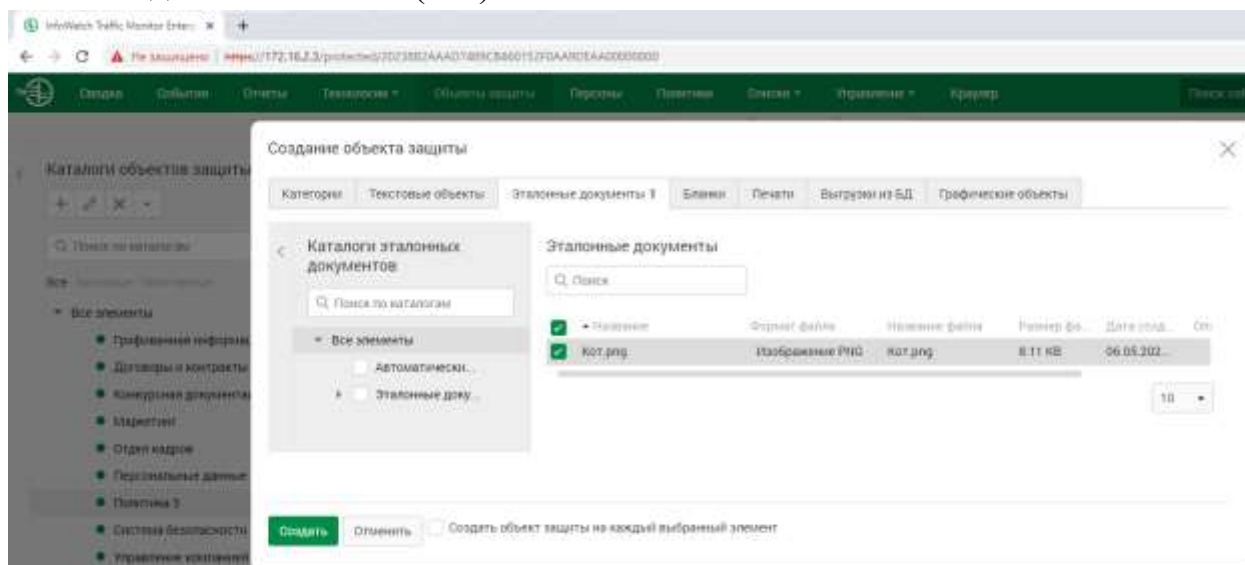 InfoWatch Traffic Monitor Enter
Не защищено
Сводка События Отчеты Технологии Объекты защиты Персоны Политики Списки Управление Краулер
Создание объекта защиты
Каталоги объектов защиты
Категории Текстовые объекты Эталонные документы 1 Бланки Печати Выгрузки из БД Графические объекты
Каталоги эталонных документов
Эталонные документы
Поиск по каталогам
Поиск
Поиск по каталогам
Все
Все элементы
Название Формат файла Название файла Размер фа... Дата созд...
Все элементы
Кот.png Изображение PNG Кот.png 8.11 KB 06.05.202...
Автоматически...
Эталонные доку...
10
Договоры и контракты
Маркетинг
Отдел кадров
Персональные данные
Политика 3
Система безопасности
Создать Отменить Создать объект защиты на каждый выбранный элемент